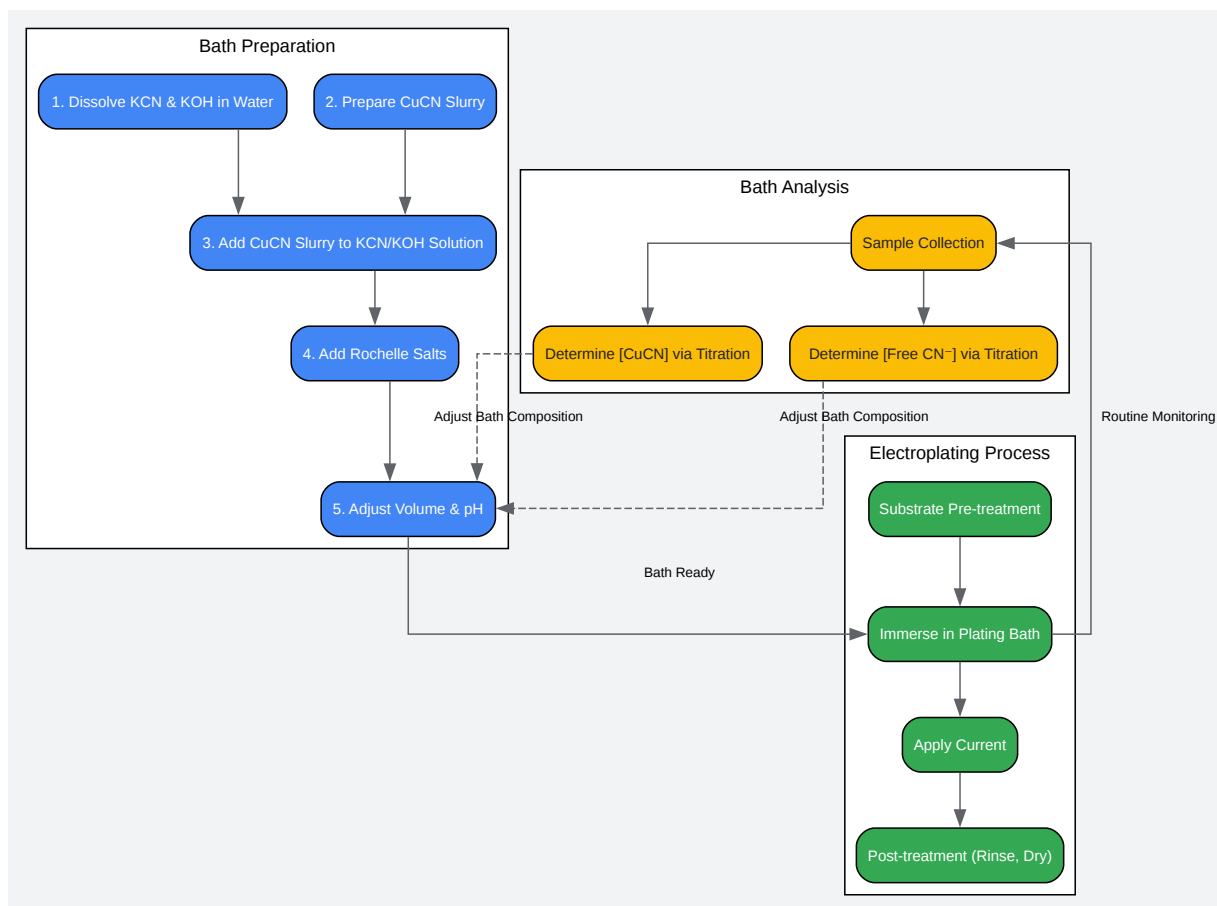 Bath Preparation
1. Dissolve KCN & KOH in Water
2. Prepare CuCN Slurry
3. Add CuCN Slurry to KCN/KOH Solution
4. Add Rochelle Salts
5. Adjust Volume & pH
Bath Analysis
Sample Collection
Determine [CuCN] via Titration
Determine [Free CN⁻] via Titration
Adjust Bath Composition
Adjust Bath Composition
Routine Monitoring
Bath Ready
Electroplating Process
Substrate Pre-treatment
Immerse in Plating Bath
Apply Current
Post-treatment (Rinse, Dry)